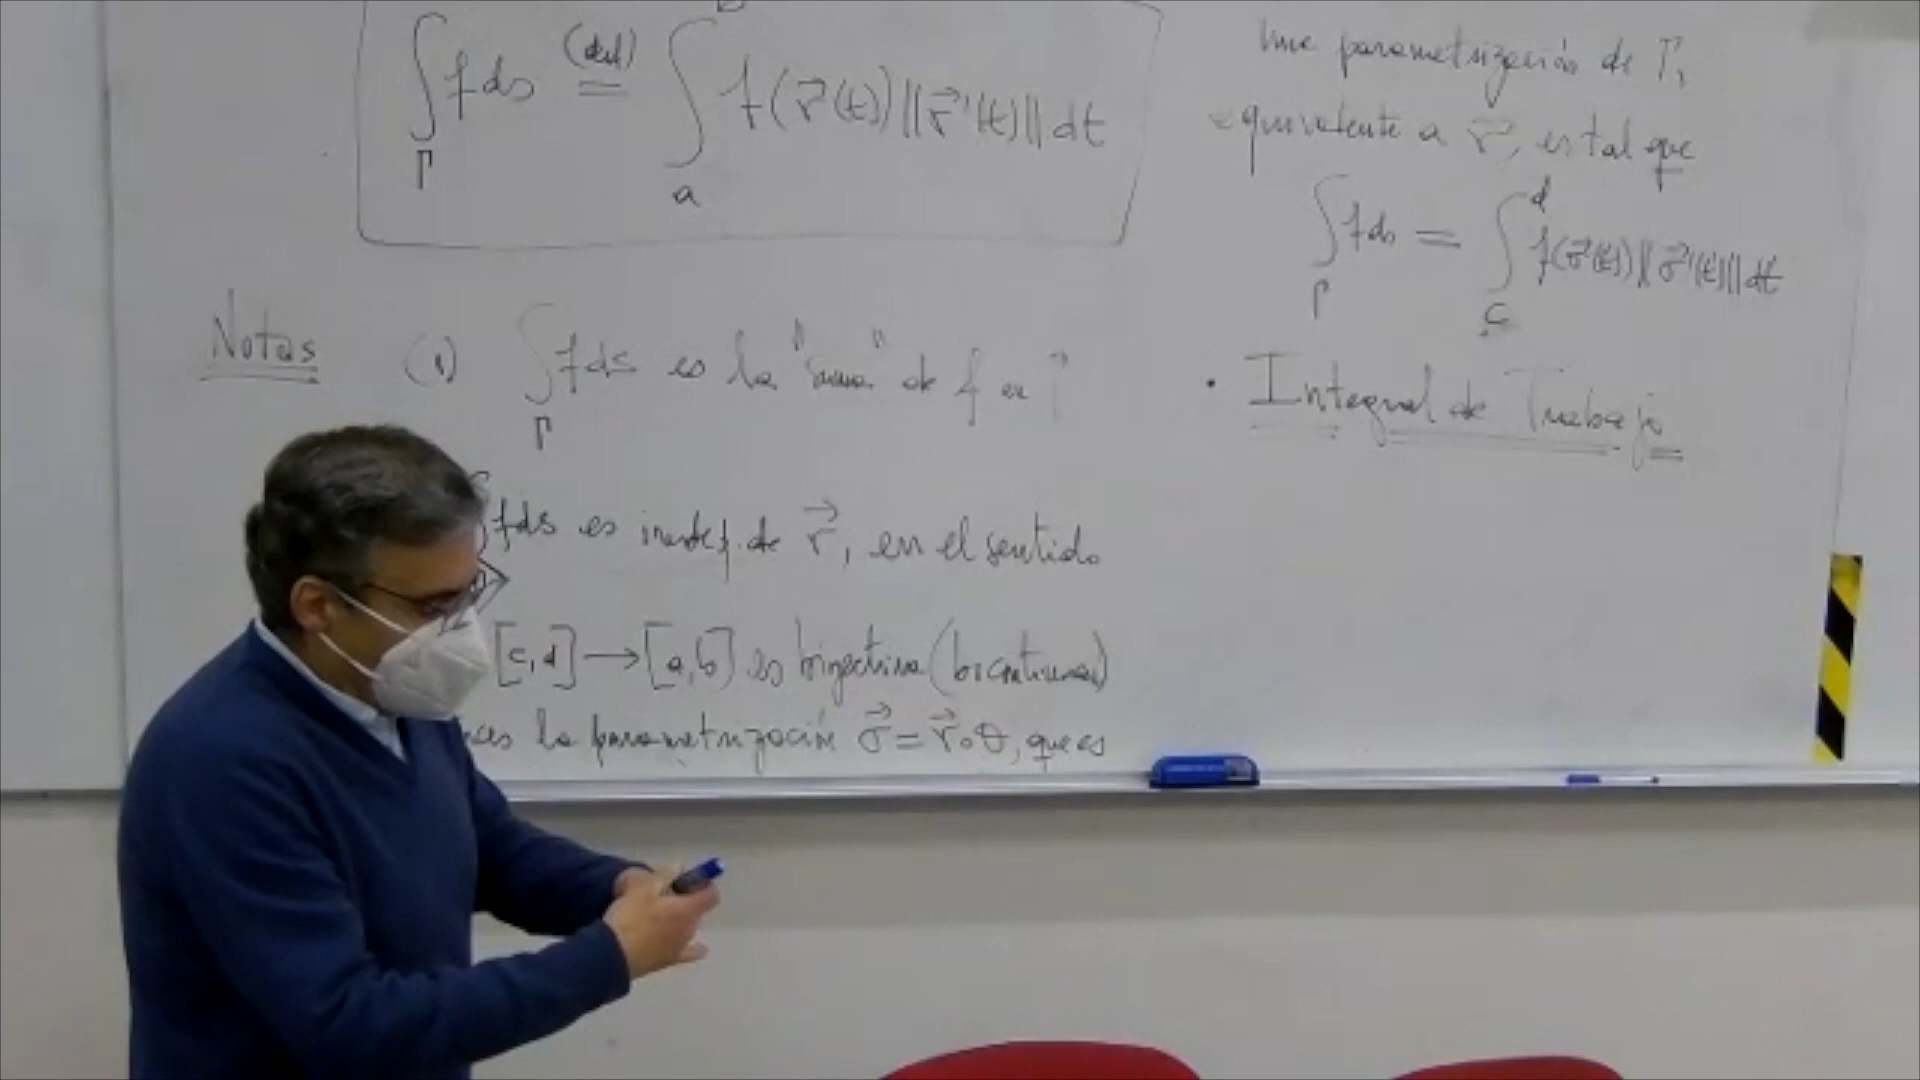 ∫_Γ f ds (def)= ∫_a^b f(r⃗(t)) ||r⃗'(t)|| dt
Notas (1) ∫_Γ f ds es la "suma" de f en Γ
∫ f ds es indep. de r⃗, en el sentido
[c,d] → [a,b] es biyectiva (bicontinua)
la parametrización σ⃗ = r⃗ ∘ θ, que es
una parametrización de Γ,
equivalente a r⃗, es tal que
∫_Γ f ds = ∫_c^d f(σ⃗(t)) ||σ⃗'(t)|| dt
• Integral de Trabajo